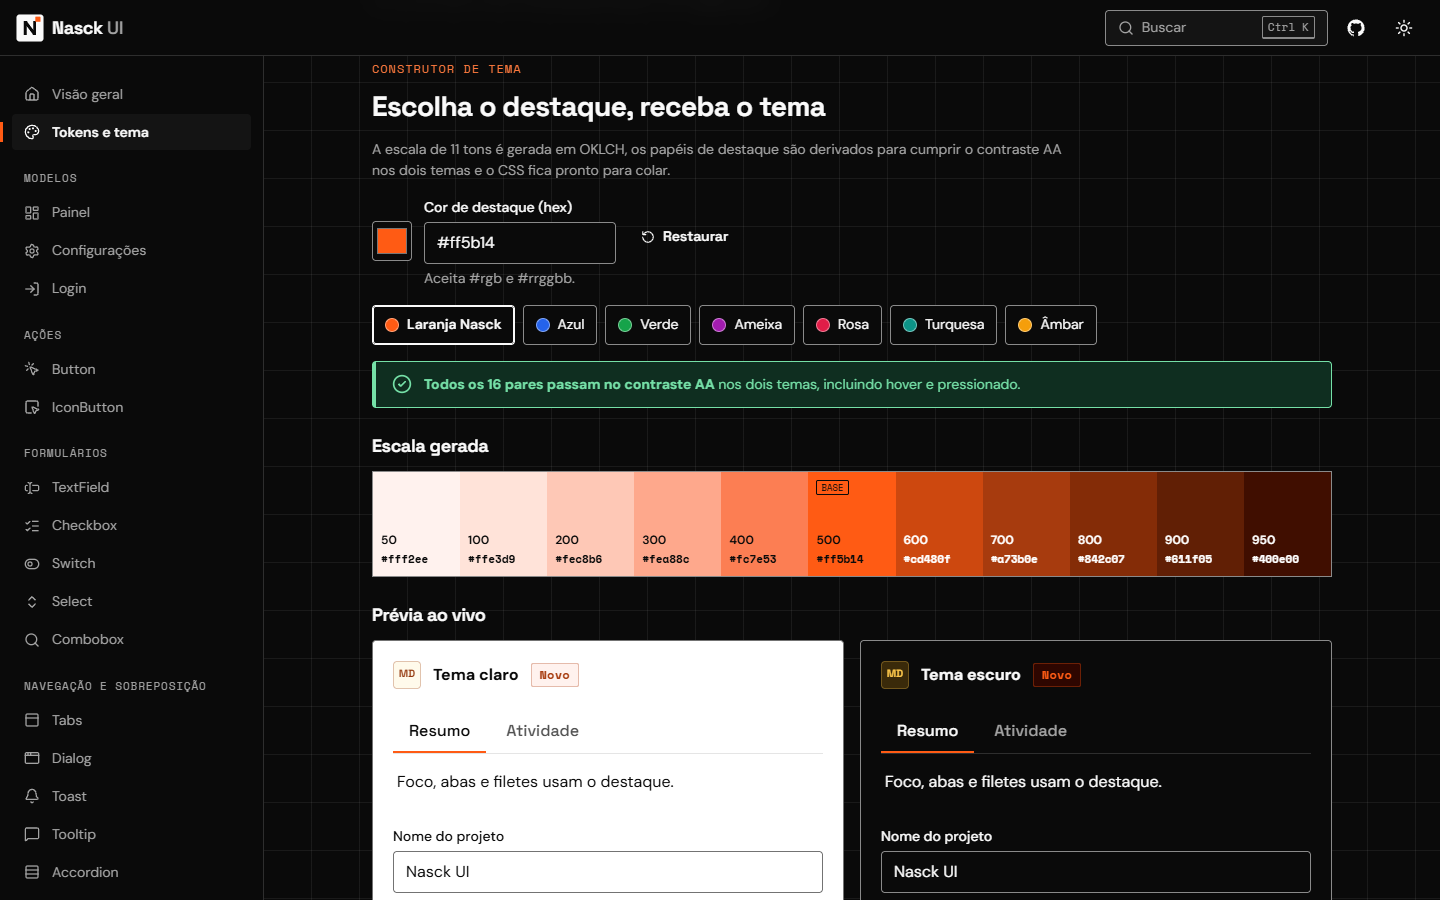 N Nasck UI
Buscar
Ctrl K
Visão geral
Tokens e tema
MODELOS
Painel
Configurações
Login
AÇÕES
Button
IconButton
FORMULÁRIOS
TextField
Checkbox
Switch
Select
Combobox
NAVEGAÇÃO E SOBREPOSIÇÃO
Tabs
Dialog
Toast
Tooltip
Accordion
CONSTRUTOR DE TEMA
Escolha o destaque, receba o tema
A escala de 11 tons é gerada em OKLCH, os papéis de destaque são derivados para cumprir o contraste AA
nos dois temas e o CSS fica pronto para colar.
Cor de destaque (hex)
#ff5b14
Restaurar
Aceita #rgb e #rrggbb.
Laranja Nasck
Azul
Verde
Ameixa
Rosa
Turquesa
Âmbar
Todos os 16 pares passam no contraste AA nos dois temas, incluindo hover e pressionado.
Escala gerada
BASE
50 100 200 300 400 500 600 700 800 900 950
#fff2ee #ffe3d9 #fec8b6 #fea88c #fc7e53 #ff5b14 #cd480f #a73b0e #842c07 #611f05 #400e00
Prévia ao vivo
MD Tema claro Novo
Resumo Atividade
Foco, abas e filetes usam o destaque.
Nome do projeto
Nasck UI
MD Tema escuro Novo
Resumo Atividade
Foco, abas e filetes usam o destaque.
Nome do projeto
Nasck UI